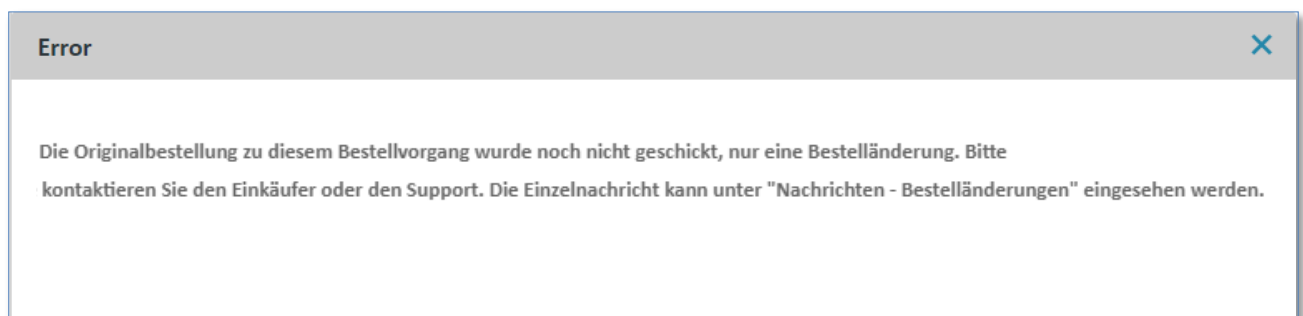 Error
Die Originalbestellung zu diesem Bestellvorgang wurde noch nicht geschickt, nur eine Bestelländerung. Bitte
kontaktieren Sie den Einkäufer oder den Support. Die Einzelnachricht kann unter "Nachrichten - Bestelländerungen" eingesehen werden.